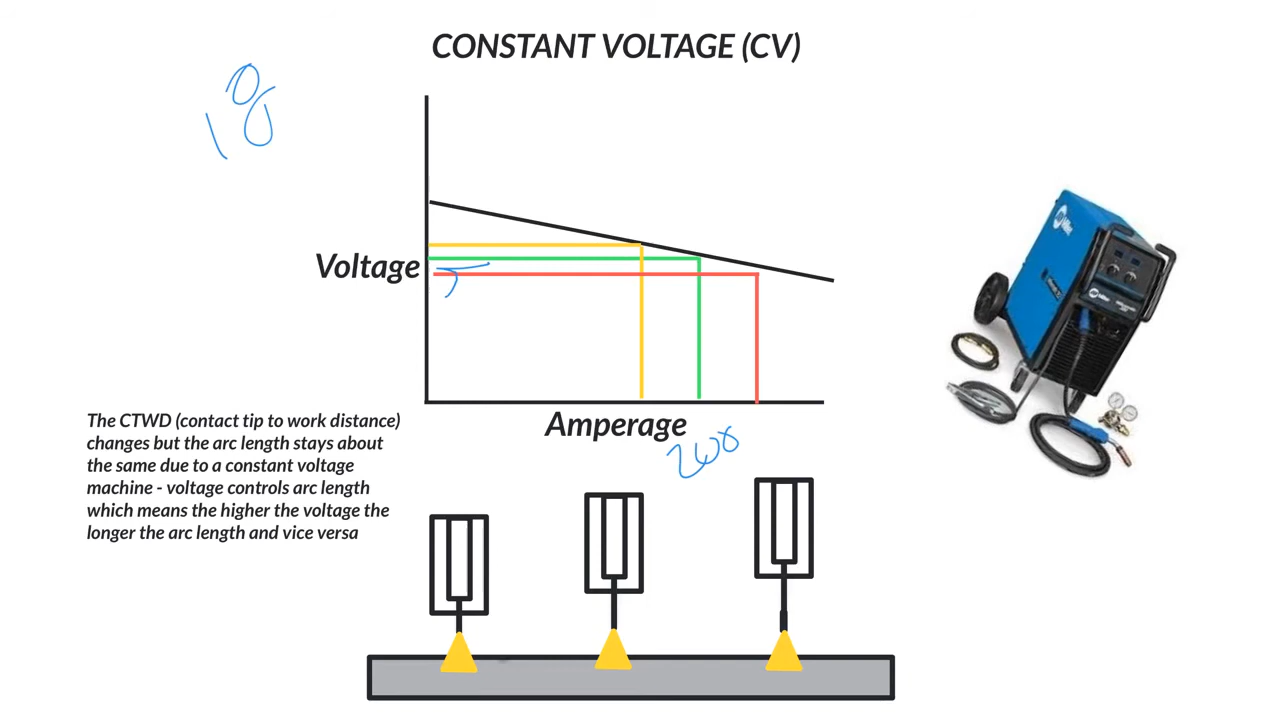 CONSTANT VOLTAGE (CV)
18
Voltage
The CTWD (contact tip to work distance)
changes but the arc length stays about
the same due to a constant voltage
machine - voltage controls arc length
which means the higher the voltage the
longer the arc length and vice versa
Amperage
200
Miller